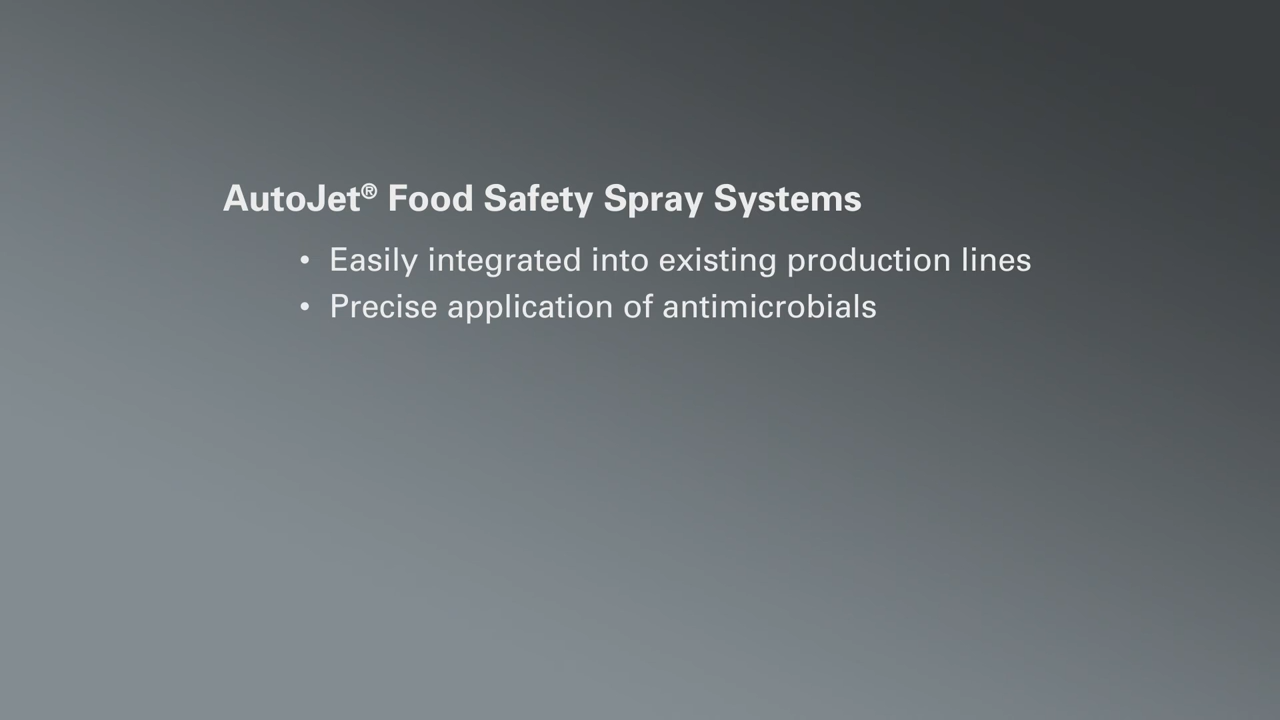 AutoJet® Food Safety Spray Systems
• Easily integrated into existing production lines
• Precise application of antimicrobials